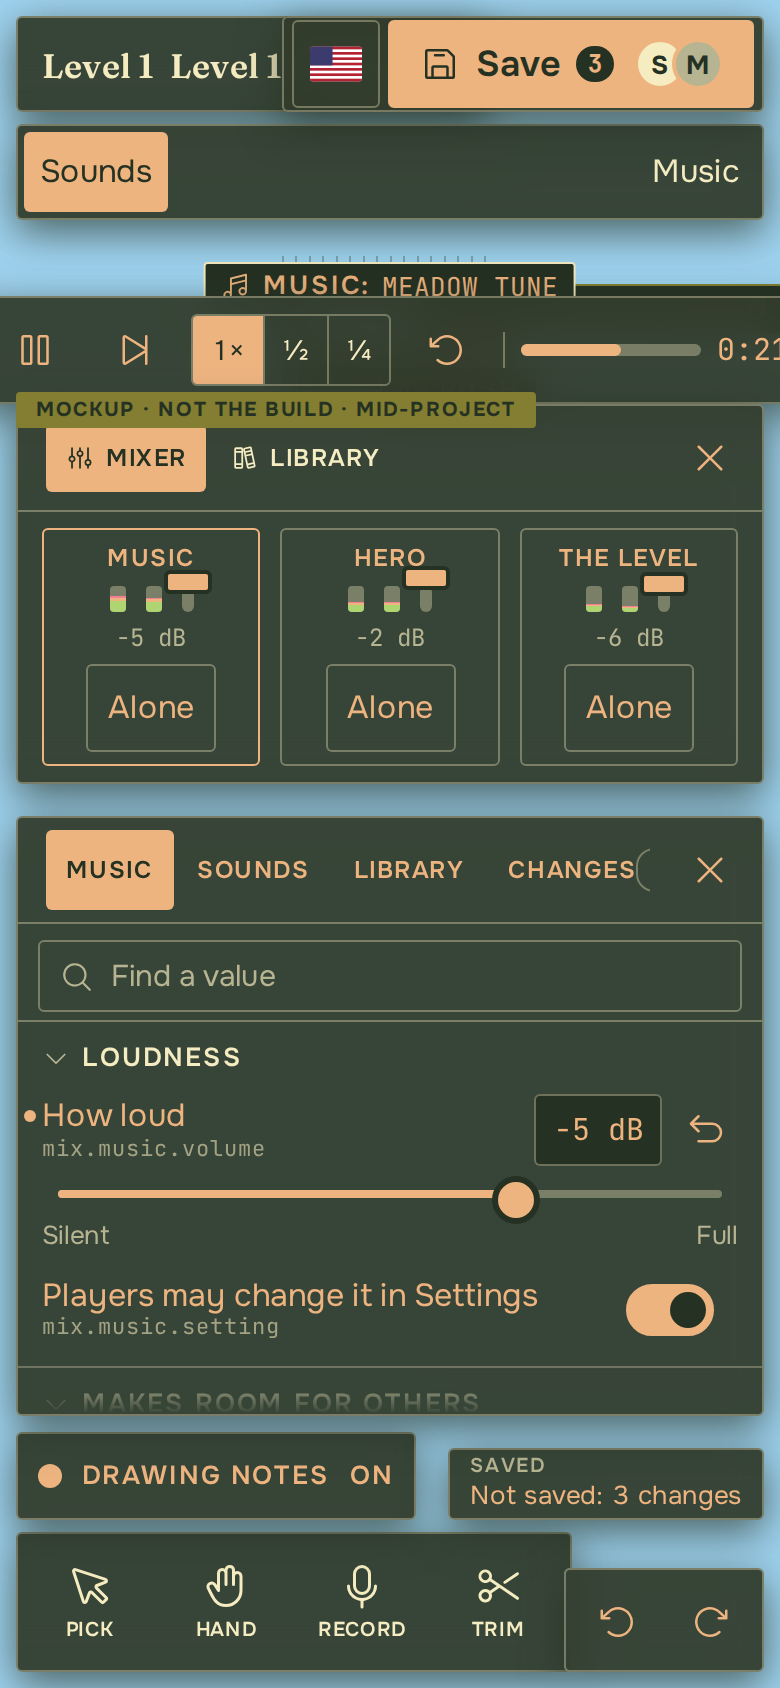 Level 1 Level 1
Save 3 S M
Sounds Music
MUSIC: MEADOW TUNE
1× ½ ¼ 0:21
MOCKUP · NOT THE BUILD · MID-PROJECT
MIXER LIBRARY
MUSIC HERO THE LEVEL
-5 dB -2 dB -6 dB
Alone Alone Alone
MUSIC SOUNDS LIBRARY CHANGES
Find a value
LOUDNESS
How loud -5 dB
mix.music.volume
Silent Full
Players may change it in Settings
mix.music.setting
MAKES ROOM FOR OTHERS
DRAWING NOTES ON
SAVED
Not saved: 3 changes
PICK HAND RECORD TRIM